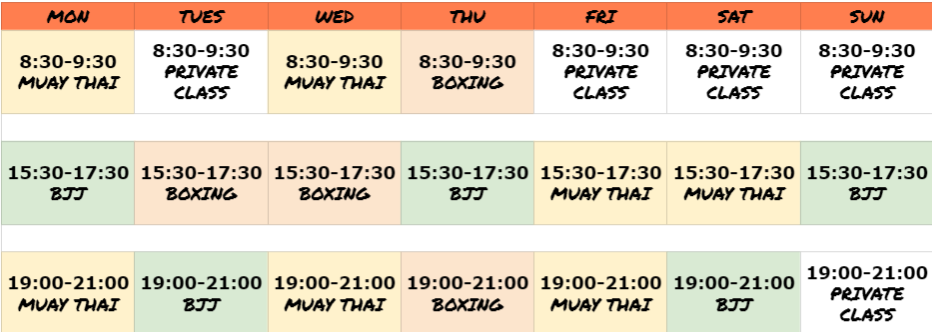 MON TUES WED THU FRI SAT SUN
8:30-9:30 8:30-9:30 8:30-9:30 8:30-9:30 8:30-9:30 8:30-9:30 8:30-9:30
MUAY THAI PRIVATE MUAY THAI BOXING PRIVATE PRIVATE PRIVATE
CLASS CLASS CLASS CLASS
15:30-17:30 15:30-17:30 15:30-17:30 15:30-17:30 15:30-17:30 15:30-17:30 15:30-17:30
BJJ BOXING BOXING BJJ MUAY THAI MUAY THAI BJJ
19:00-21:00 19:00-21:00 19:00-21:00 19:00-21:00 19:00-21:00 19:00-21:00 19:00-21:00
MUAY THAI BJJ MUAY THAI BOXING MUAY THAI BJJ PRIVATE
CLASS